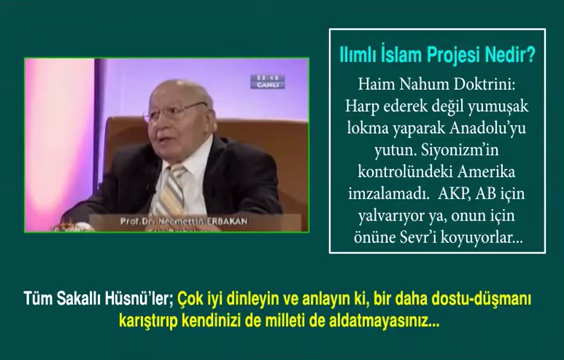 Ilımlı İslam Projesi Nedir?
Haim Nahum Doktrini:
Harp ederek değil yumuşak
lokma yaparak Anadolu'yu
yutun. Siyonizm'in
kontrolündeki Amerika
imzalamadı. AKP, AB için
yalvarıyor ya, onun için
önüne Sevr'i koyuyorlar...
22:43
CANLI
Prof.Dr. Necmettin ERBAKAN
Tüm Sakallı Hüsnü'ler; Çok iyi dinleyin ve anlayın ki, bir daha dostu-düşmanı
karıştırıp kendinizi de milleti de aldatmayasınız...